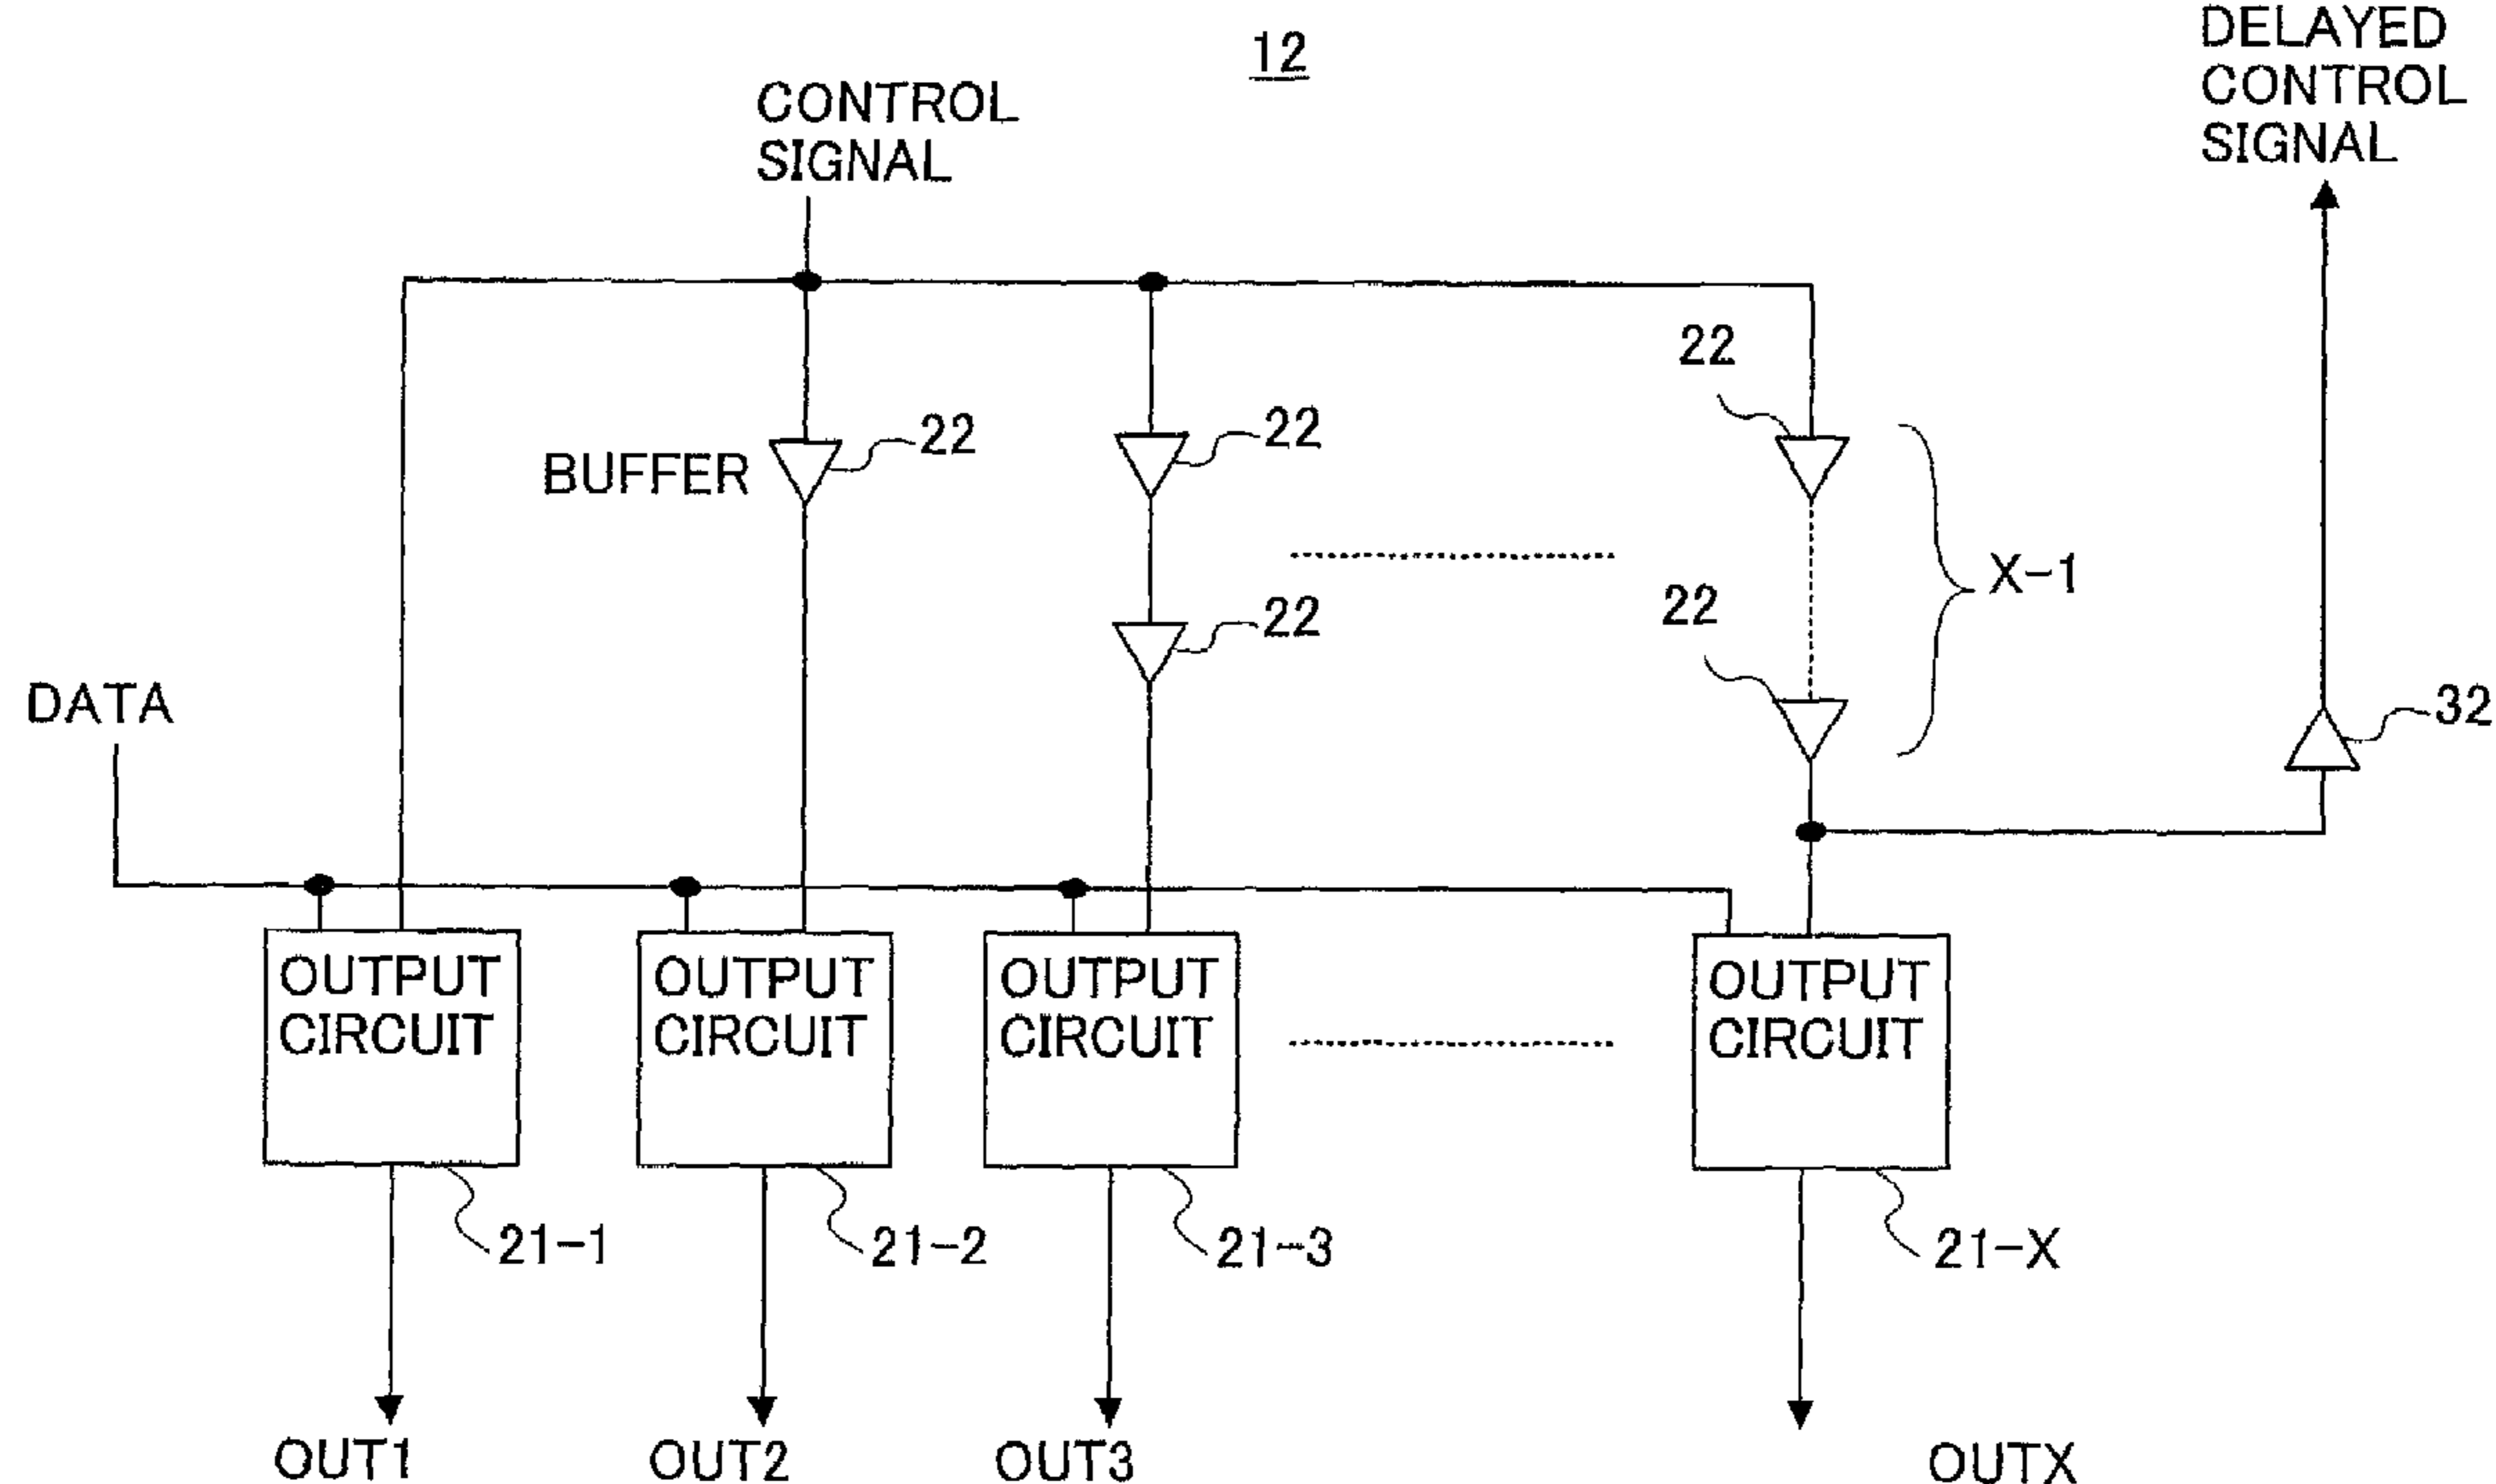 12
DELAYED
CONTROL
SIGNAL
CONTROL
SIGNAL
22
BUFFER
22
22
X-1
22
22
DATA
32
OUTPUT
CIRCUIT
OUTPUT
CIRCUIT
OUTPUT
CIRCUIT
OUTPUT
CIRCUIT
21-1
21-2
21-3
21-X
OUT1
OUT2
OUT3
OUTX